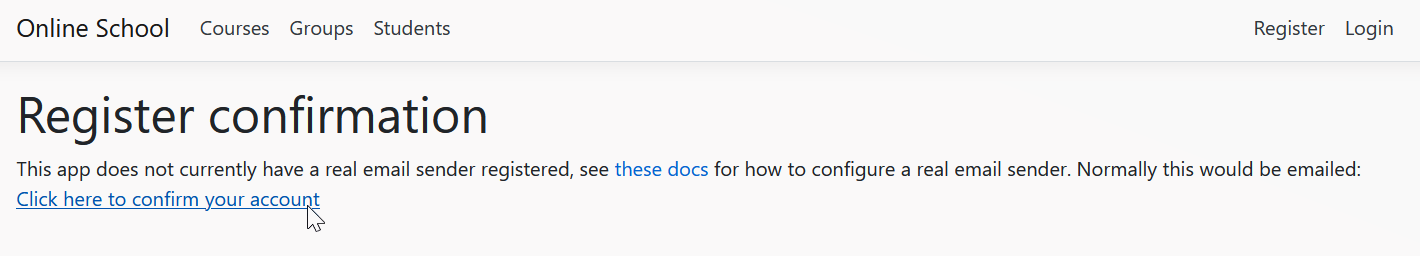 Online School Courses Groups Students Register Login
Register confirmation
This app does not currently have a real email sender registered, see these docs for how to configure a real email sender. Normally this would be emailed:
Click here to confirm your account